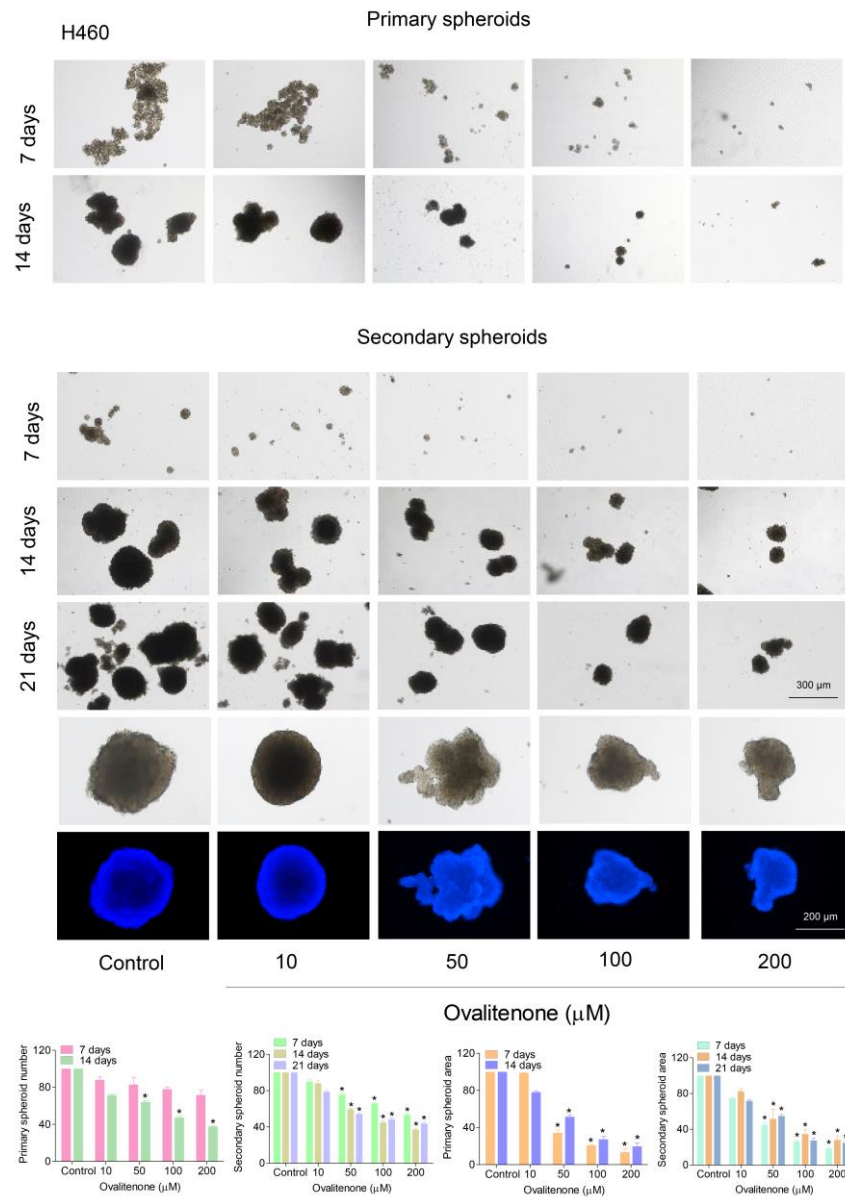 Primary spheroids
H460
7 days
14 days
Secondary spheroids
7 days
14 days
21 days
300 µm
200 µm
Control 10 50 100 200
Ovalitenone (µM)
Primary spheroid number
120
80
40
0
7 days
14 days
* * *
Control 10 50 100 200
Ovalitenone (µM)
Secondary spheroid number
120
80
40
0
7 days
14 days
21 days
* * * * * * * * *
Control 10 50 100 200
Ovalitenone (µM)
Primary spheroid area
120
80
40
0
7 days
14 days
* * * * * *
Control 10 50 100 200
Ovalitenone (µM)
Secondary spheroid area
120
80
40
0
7 days
14 days
21 days
* * * * * * * * *
Control 10 50 100 200
Ovalitenone (µM)